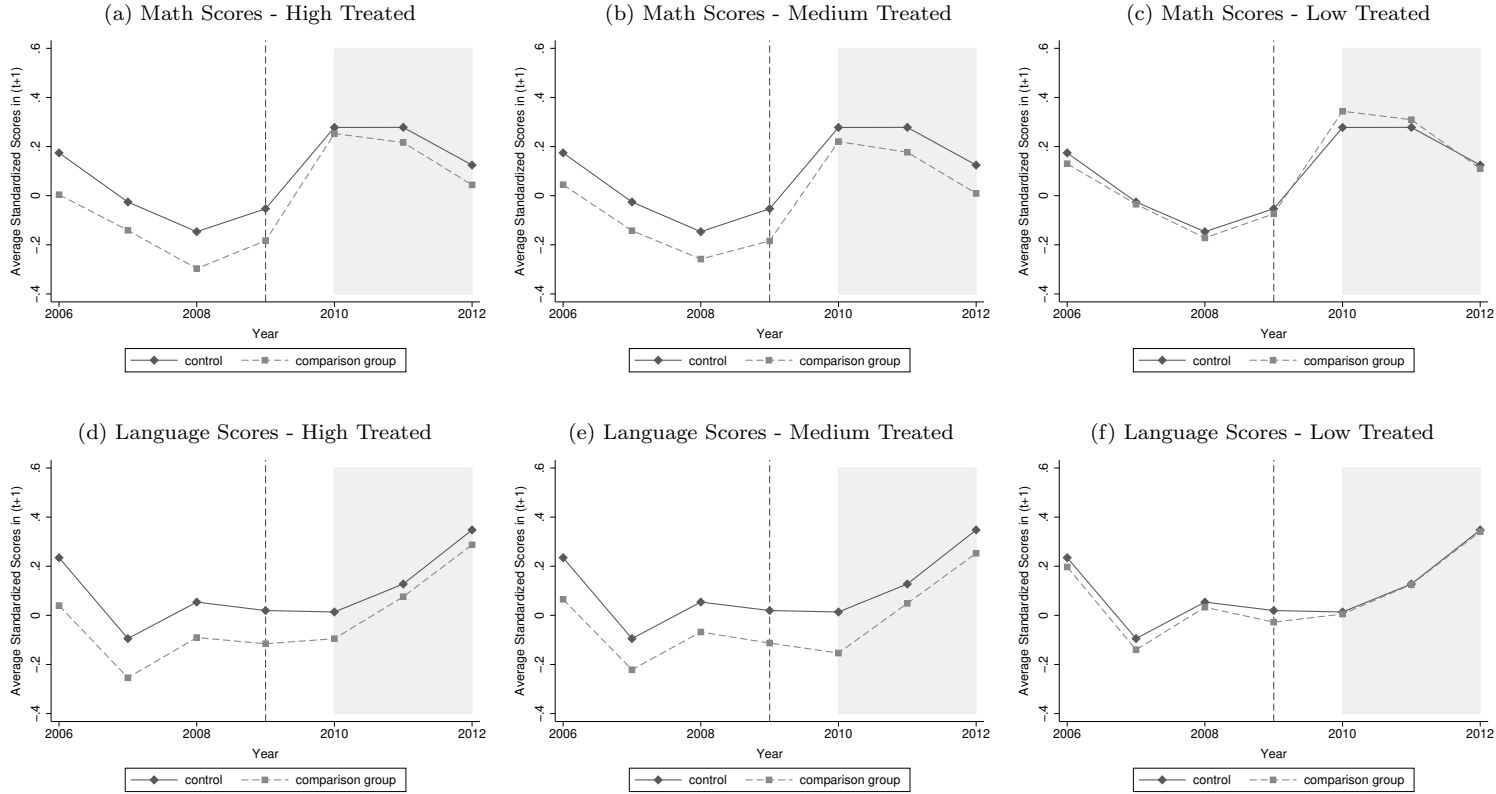 (a) Math Scores - High Treated
Average Standardized Scores in (t+1)
.6
.4
.2
0
-.2
-.4
2006 2008 2010 2012
Year
control comparison group
(b) Math Scores - Medium Treated
Average Standardized Scores in (t+1)
.6
.4
.2
0
-.2
-.4
2006 2008 2010 2012
Year
control comparison group
(c) Math Scores - Low Treated
Average Standardized Scores in (t+1)
.6
.4
.2
0
-.2
-.4
2006 2008 2010 2012
Year
control comparison group
(d) Language Scores - High Treated
Average Standardized Scores in (t+1)
.6
.4
.2
0
-.2
-.4
2006 2008 2010 2012
Year
control comparison group
(e) Language Scores - Medium Treated
Average Standardized Scores in (t+1)
.6
.4
.2
0
-.2
-.4
2006 2008 2010 2012
Year
control comparison group
(f) Language Scores - Low Treated
Average Standardized Scores in (t+1)
.6
.4
.2
0
-.2
-.4
2006 2008 2010 2012
Year
control comparison group